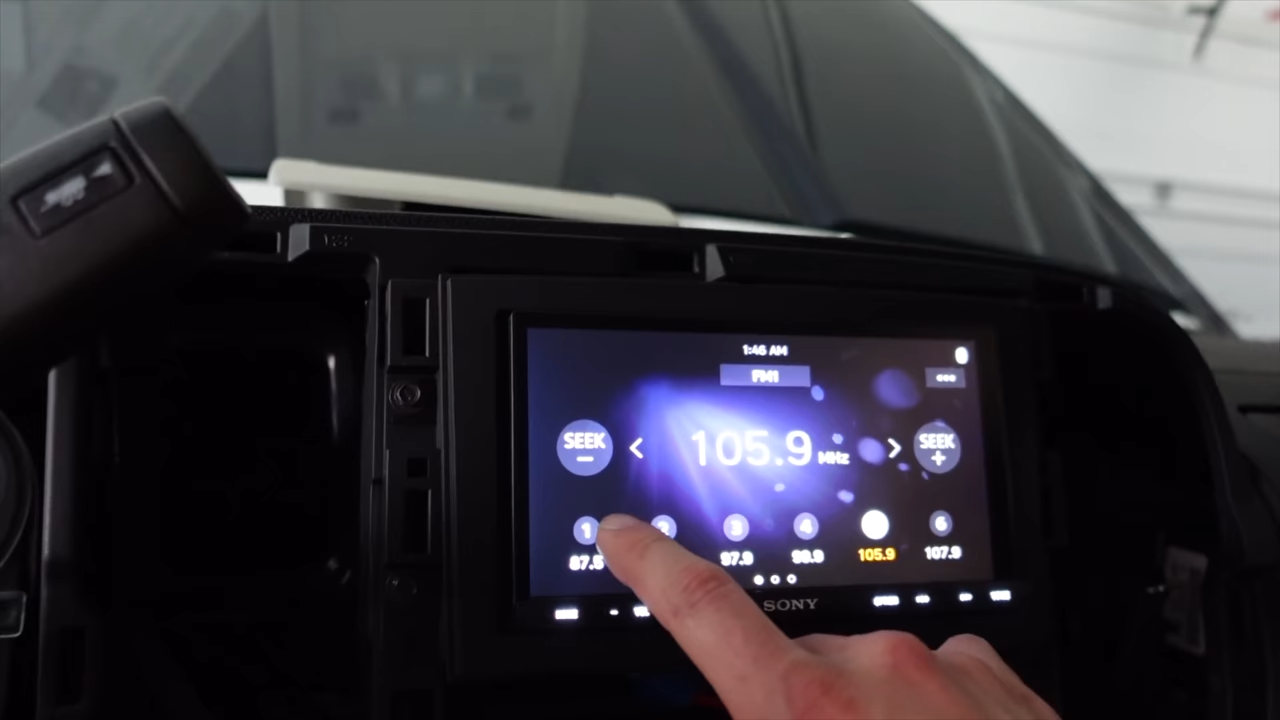 1:46 AM
FM1
SEEK
−
< 105.9 MHz >
SEEK
+
1 2 3 4 6
87.5 97.9 98.9 105.9 107.9
SONY